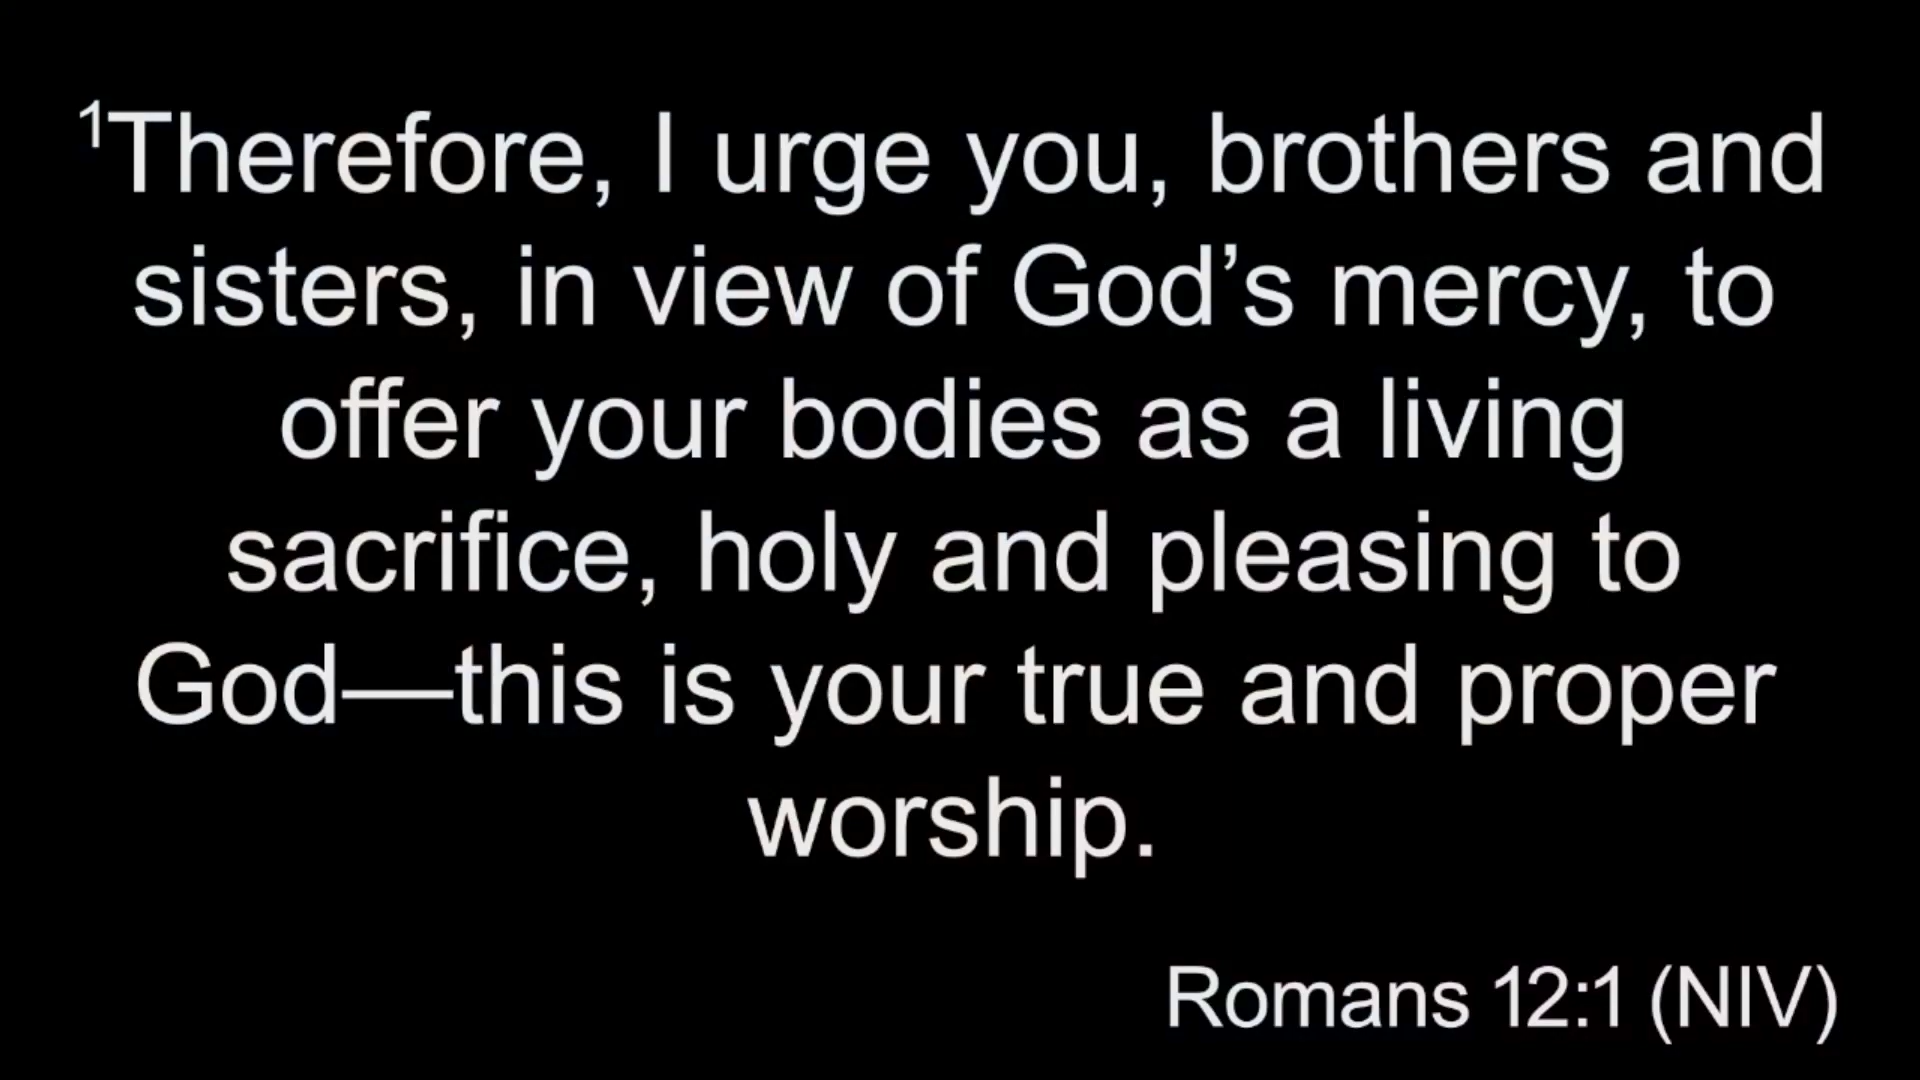 ¹Therefore, I urge you, brothers and
sisters, in view of God’s mercy, to
offer your bodies as a living
sacrifice, holy and pleasing to
God—this is your true and proper
worship.
Romans 12:1 (NIV)